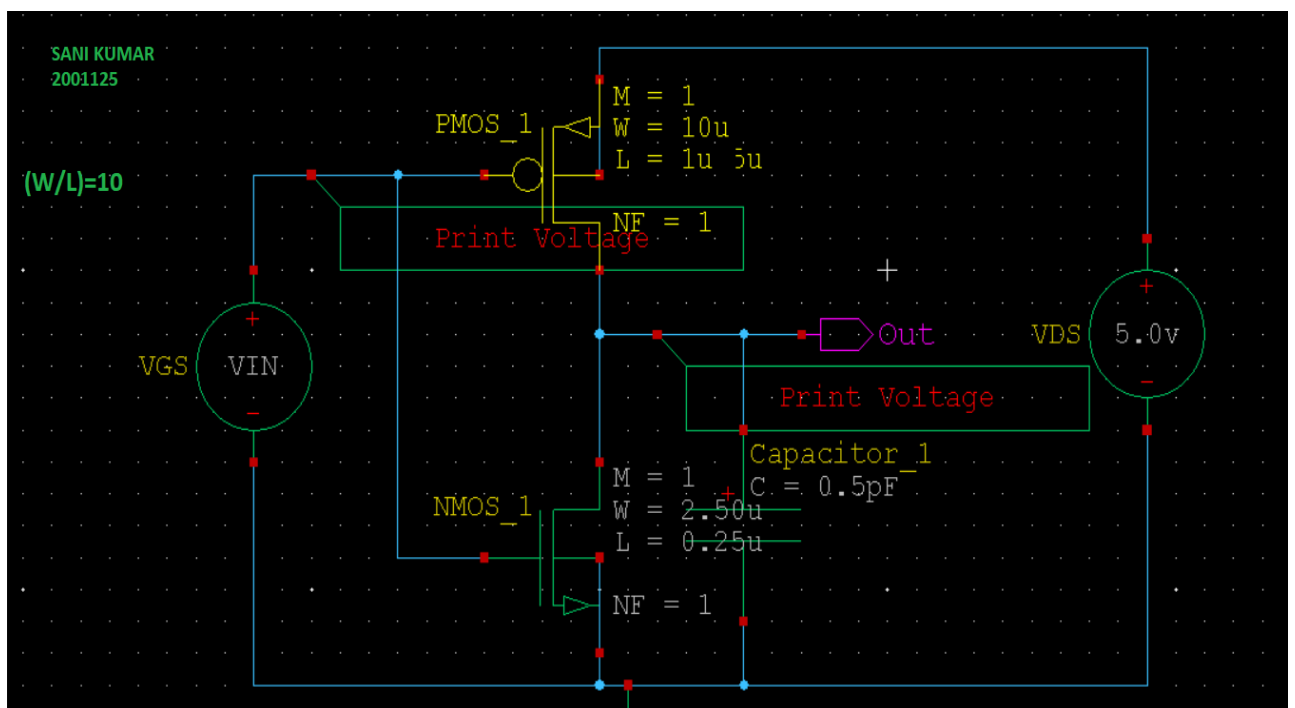 SANI KUMAR
2001125
(W/L)=10
PMOS_1
M = 1
W = 10u
L = 1u 5u
NF = 1
Print Voltage
+
VGS
VIN
−
Out
VDS
+
5.0v
−
Print Voltage
Capacitor_1
C = 0.5pF
+
NMOS_1
M = 1
W = 2.50u
L = 0.25u
NF = 1